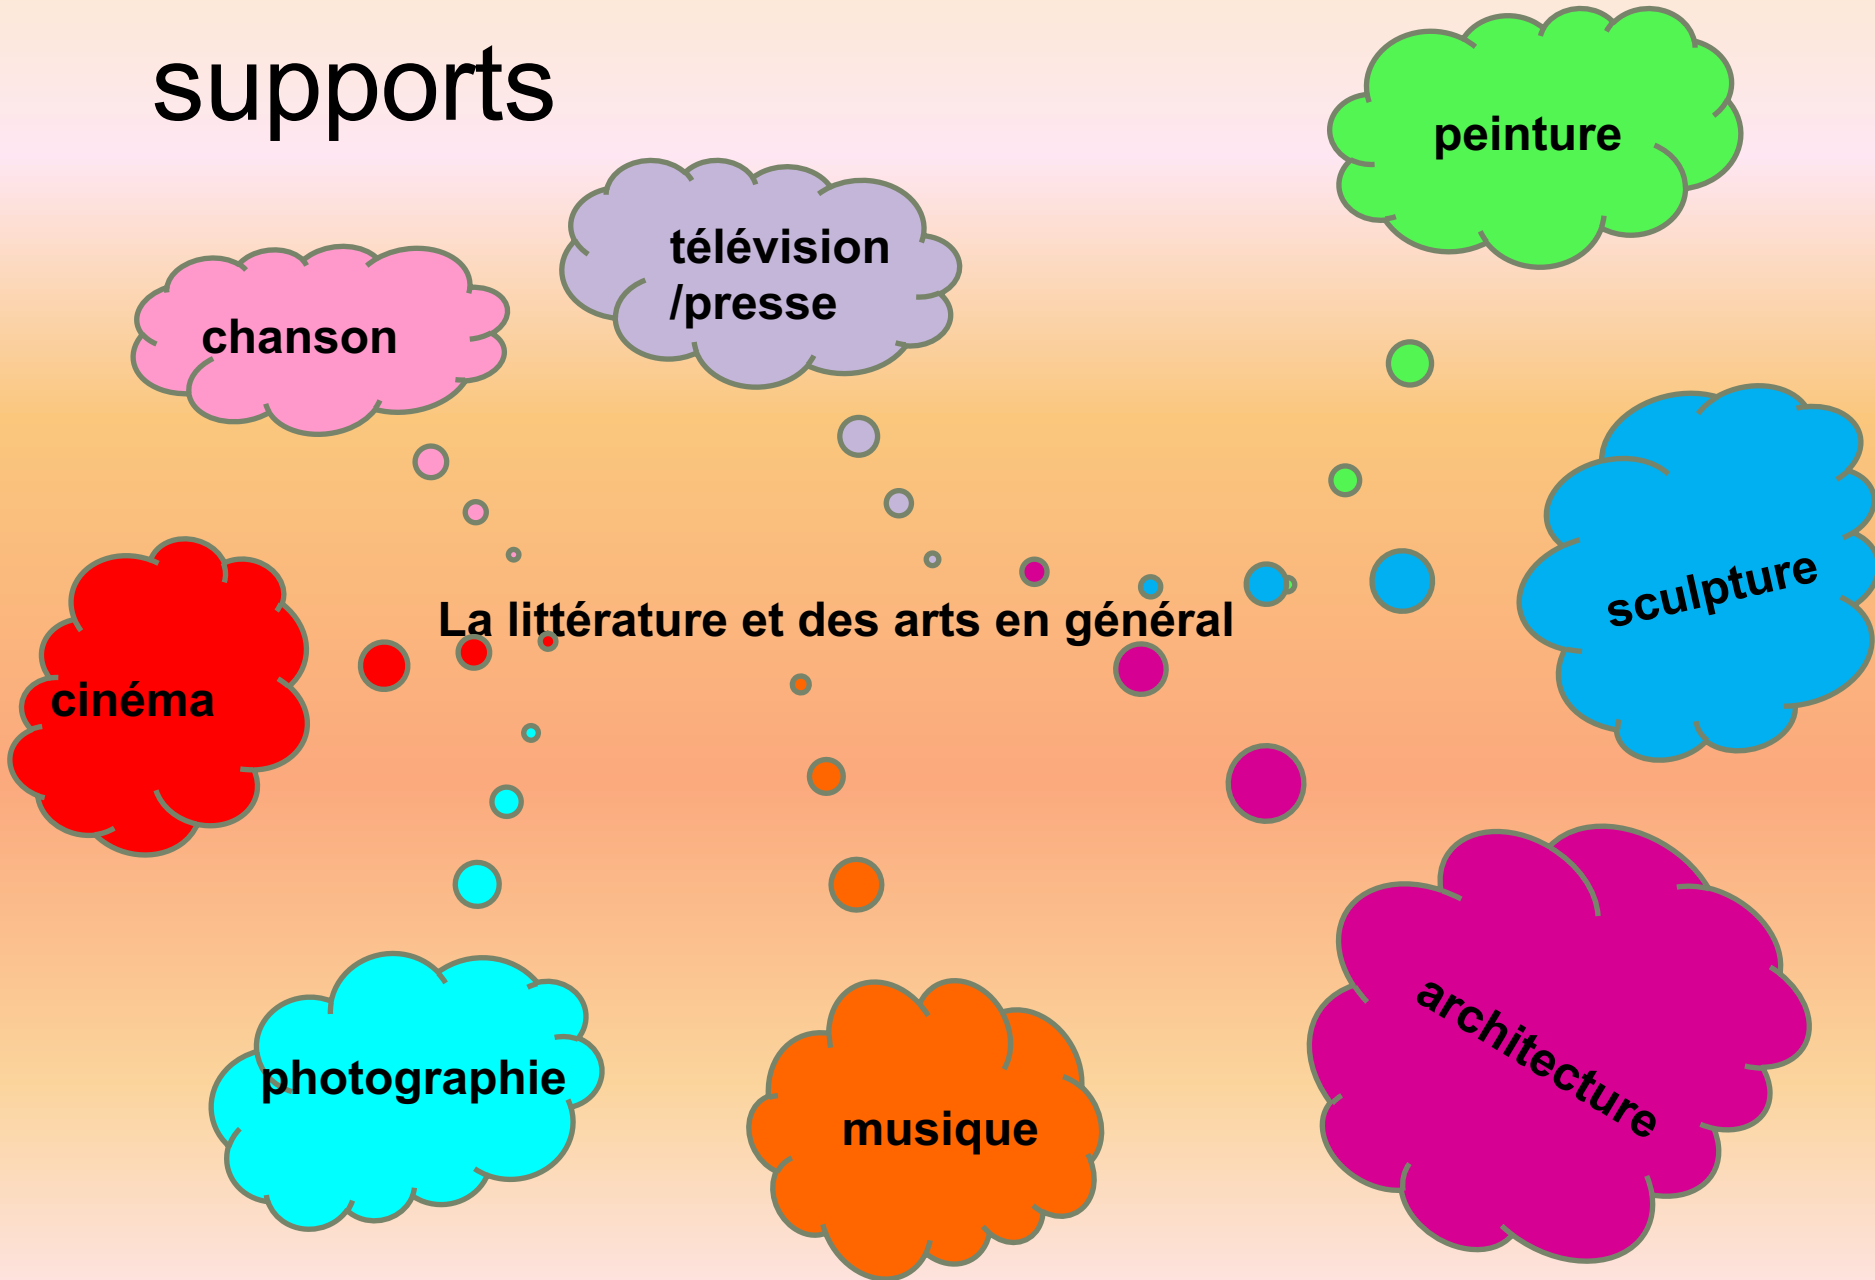 supports
peinture
télévision
/presse
chanson
sculpture
La littérature et des arts en général
cinéma
architecture
photographie
musique